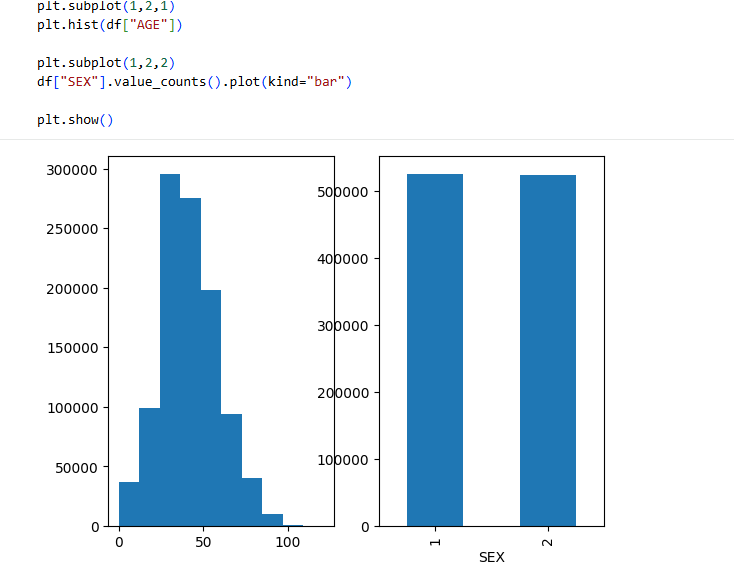 plt.subplot(1,2,1)
plt.hist(df["AGE"])
plt.subplot(1,2,2)
df["SEX"].value_counts().plot(kind="bar")
plt.show()
300000
250000
200000
150000
100000
50000
0
0 50 100
500000
400000
300000
200000
100000
0
1 2
SEX